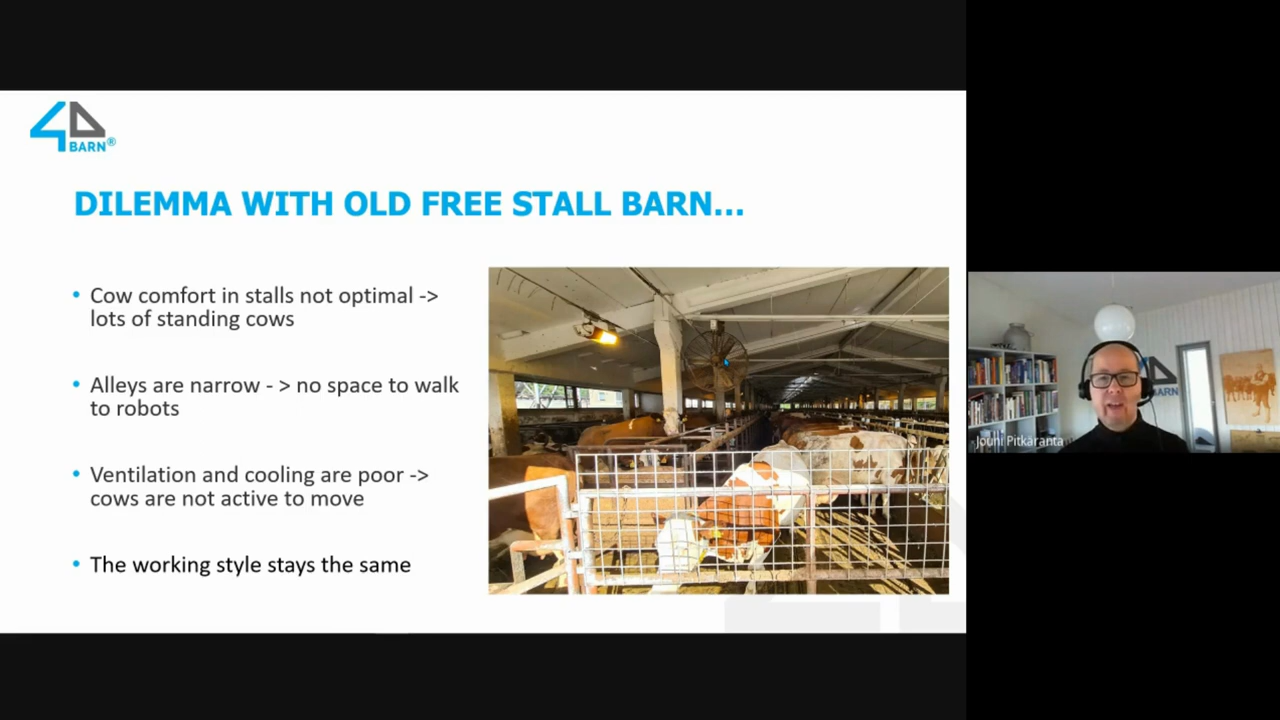 4D
BARN®
DILEMMA WITH OLD FREE STALL BARN...
• Cow comfort in stalls not optimal ->
lots of standing cows
• Alleys are narrow - > no space to walk
to robots
• Ventilation and cooling are poor ->
cows are not active to move
• The working style stays the same
Jouni Pitkäranta